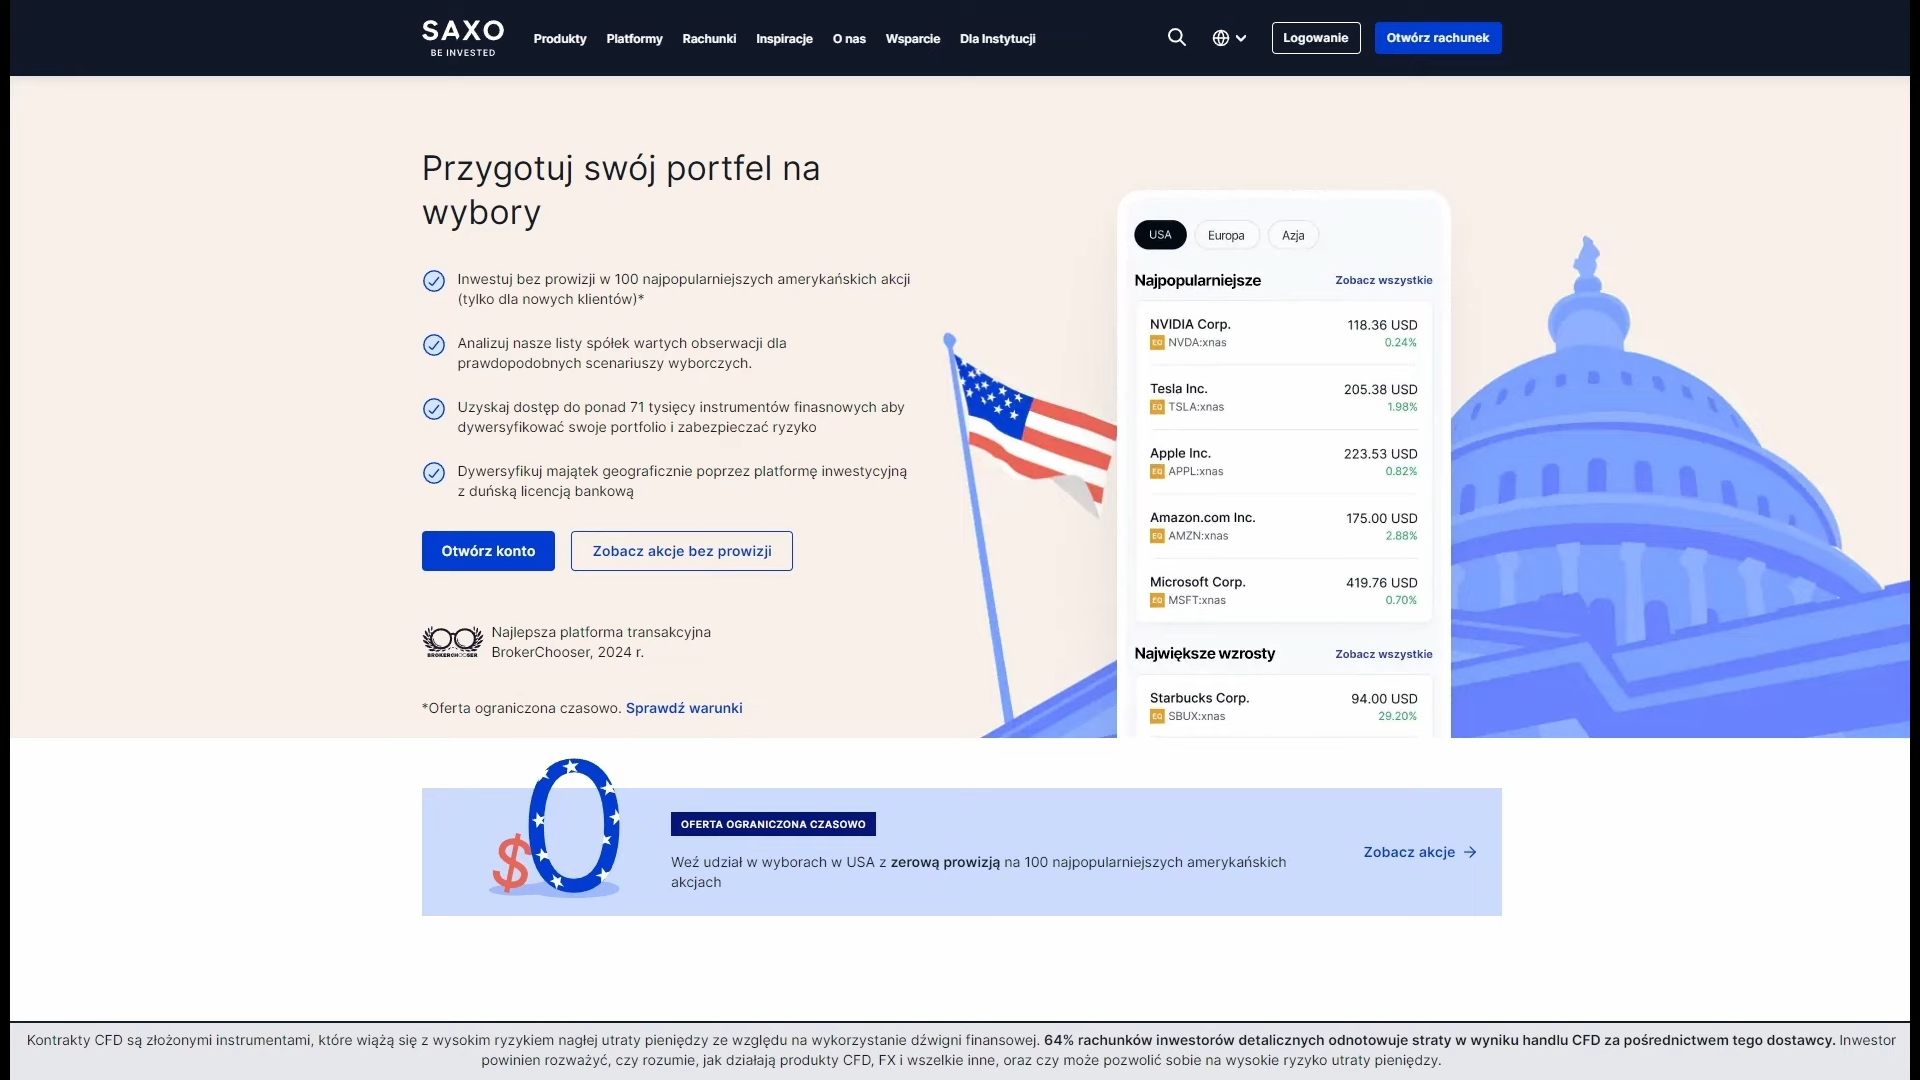 SAXO
BE INVESTED
Produkty Platformy Rachunki Inspiracje O nas Wsparcie Dla Instytucji
Logowanie
Otwórz rachunek
Przygotuj swój portfel na
wybory
Inwestuj bez prowizji w 100 najpopularniejszych amerykańskich akcji
(tylko dla nowych klientów)*
Analizuj nasze listy spółek wartych obserwacji dla
prawdopodobnych scenariuszy wyborczych.
Uzyskaj dostęp do ponad 71 tysięcy instrumentów finasnowych aby
dywersyfikować swoje portfolio i zabezpieczać ryzyko
Dywersyfikuj majątek geograficznie poprzez platformę inwestycyjną
z duńską licencją bankową
Otwórz konto
Zobacz akcje bez prowizji
BROKERCHOOSER
Najlepsza platforma transakcyjna
BrokerChooser, 2024 r.
*Oferta ograniczona czasowo. Sprawdź warunki
USA Europa Azja
Najpopularniejsze Zobacz wszystkie
NVIDIA Corp. 118.36 USD
EQ NVDA:xnas 0.24%
Tesla Inc. 205.38 USD
EQ TSLA:xnas 1.98%
Apple Inc. 223.53 USD
EQ APPL:xnas 0.82%
Amazon.com Inc. 175.00 USD
EQ AMZN:xnas 2.88%
Microsoft Corp. 419.76 USD
EQ MSFT:xnas 0.70%
Największe wzrosty Zobacz wszystkie
Starbucks Corp. 94.00 USD
EQ SBUX:xnas 29.20%
$0
OFERTA OGRANICZONA CZASOWO
Weź udział w wyborach w USA z zerową prowizją na 100 najpopularniejszych amerykańskich
akcjach
Zobacz akcje
Kontrakty CFD są złożonymi instrumentami, które wiążą się z wysokim ryzykiem nagłej utraty pieniędzy ze względu na wykorzystanie dźwigni finansowej. 64% rachunków inwestorów detalicznych odnotowuje straty w wyniku handlu CFD za pośrednictwem tego dostawcy. Inwestor
powinien rozważyć, czy rozumie, jak działają produkty CFD, FX i wszelkie inne, oraz czy może pozwolić sobie na wysokie ryzyko utraty pieniędzy.